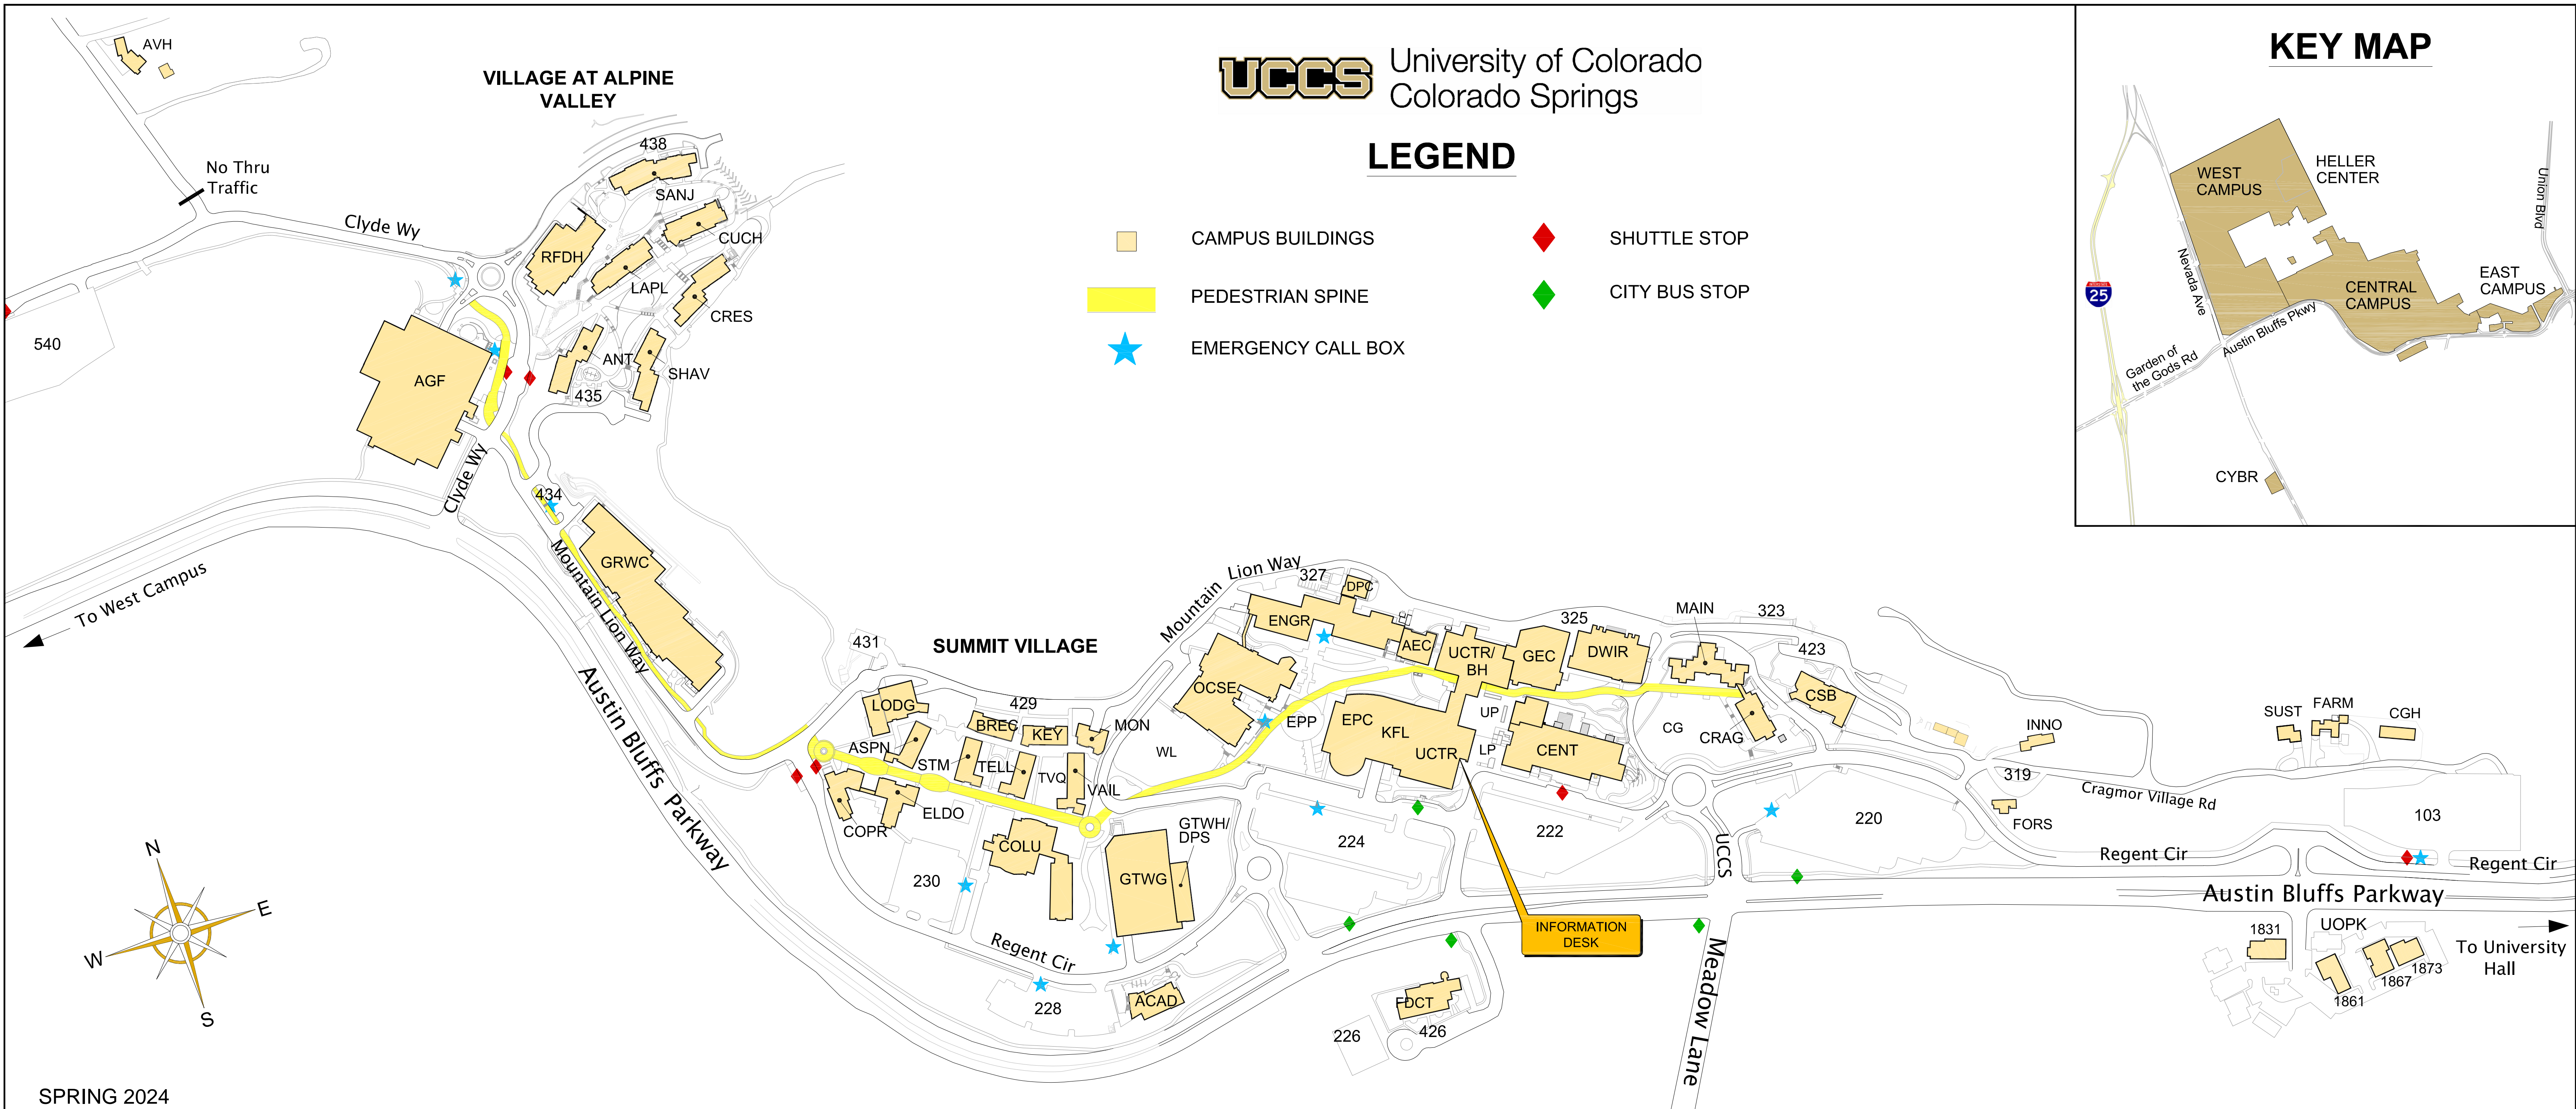 AVH
VILLAGE AT ALPINE
VALLEY
No Thru
Traffic
Clyde Wy
438
SANJ
CUCH
RFDH
LAPL
CRES
ANT
SHAV
435
540
AGF
Clyde Wy
434
GRWC
Mountain Lion Way
To West Campus
UCCS
University of Colorado
Colorado Springs
LEGEND
CAMPUS BUILDINGS
PEDESTRIAN SPINE
EMERGENCY CALL BOX
SHUTTLE STOP
CITY BUS STOP
KEY MAP
WEST
CAMPUS
HELLER
CENTER
Union Blvd
Nevada Ave
25
CENTRAL
CAMPUS
EAST
CAMPUS
Austin Bluffs Pkwy
Garden of
the Gods Rd
CYBR
431
SUMMIT VILLAGE
Austin Bluffs Parkway
LODG
429
BREC
KEY
MON
ASPN
STM
TELL
TVQ
VAIL
COPR
ELDO
COLU
230
GTWH/
DPS
GTWG
Regent Cir
228
ACAD
Mountain Lion Way
327
DPC
ENGR
AEC
UCTR/
BH
GEC
325
DWIR
MAIN
323
423
OCSE
EPP
EPC
KFL
UCTR
UP
LP
CENT
CG
CRAG
CSB
WL
224
222
UCCS
220
INFORMATION
DESK
FDCT
226
426
Meadow Lane
INNO
319
FORS
Cragmor Village Rd
SUST
FARM
CGH
103
Regent Cir
Regent Cir
Austin Bluffs Parkway
1831
UOPK
1861
1867
1873
To University
Hall
N
E
W
S
SPRING 2024